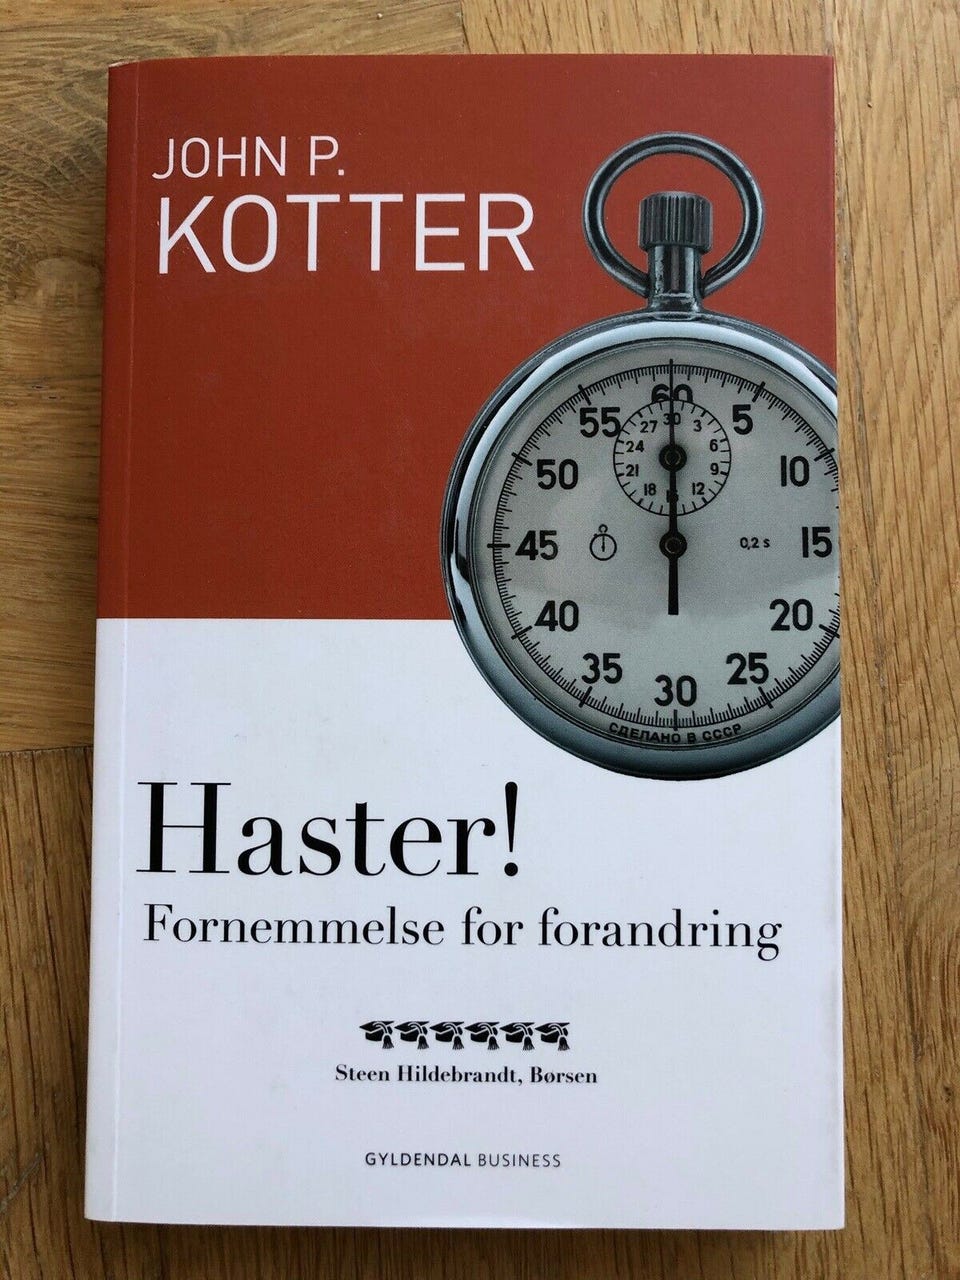 JOHN P.
KOTTER
60
55
5
50
10
45
15
40
20
35
25
30
30
27
3
24
6
21
9
18
12
0,2 s
СДЕЛАНО В СССР
Haster!
Fornemmelse for forandring
Steen Hildebrandt, Børsen
GYLDENDAL BUSINESS